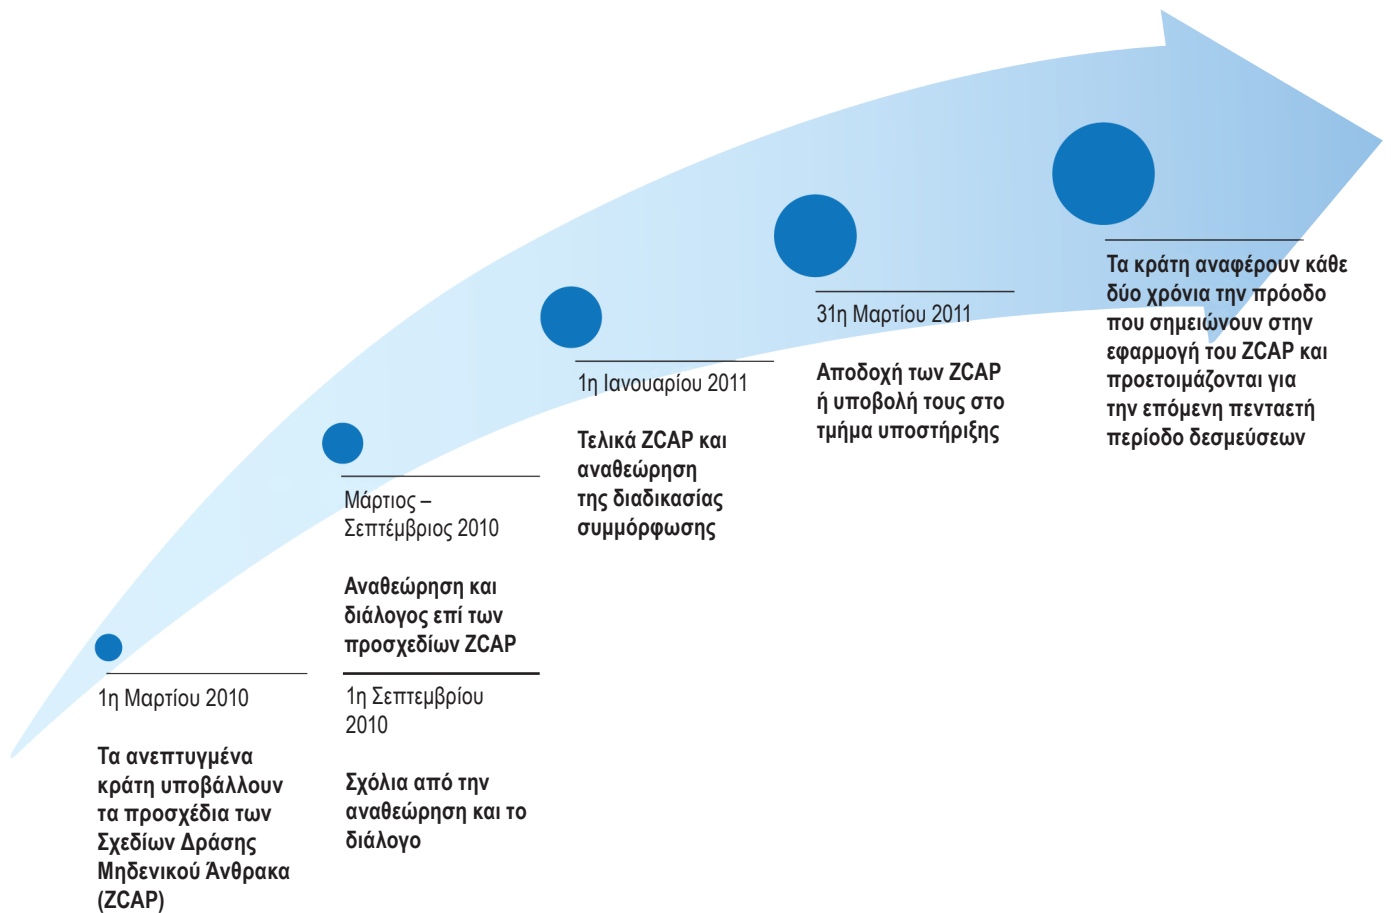 1η Μαρτίου 2010
Τα ανεπτυγμένα
κράτη υποβάλλουν
τα προσχέδια των
Σχεδίων Δράσης
Μηδενικού Άνθρακα
(ZCAP)
Μάρτιος –
Σεπτέμβριος 2010
Αναθεώρηση και
διάλογος επί των
προσχεδίων ZCAP
1η Σεπτεμβρίου
2010
Σχόλια από την
αναθεώρηση και το
διάλογο
1η Ιανουαρίου 2011
Τελικά ZCAP και
αναθεώρηση
της διαδικασίας
συμμόρφωσης
31η Μαρτίου 2011
Αποδοχή των ZCAP
ή υποβολή τους στο
τμήμα υποστήριξης
Τα κράτη αναφέρουν κάθε
δύο χρόνια την πρόοδο
που σημειώνουν στην
εφαρμογή του ZCAP και
προετοιμάζονται για
την επόμενη πενταετή
περίοδο δεσμεύσεων